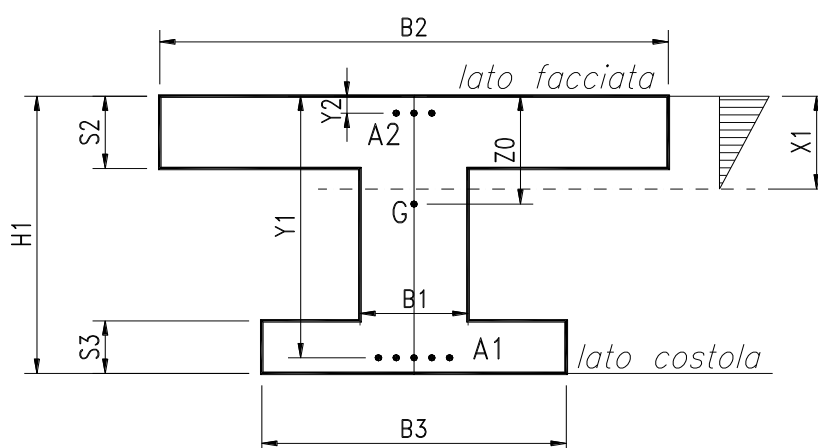 B2
lato facciata
S2
Y2
A2
Z0
X1
G
H1
Y1
B1
S3
A1
lato costola
B3